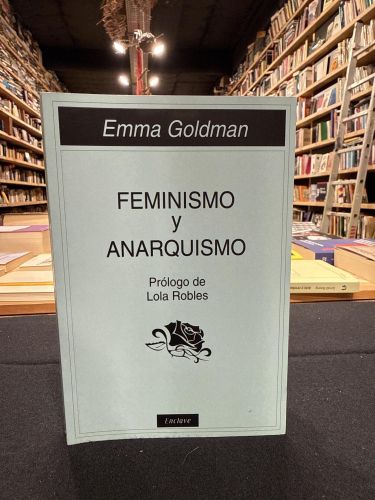 Emma Goldman
FEMINISMO
y
ANARQUISMO
Prólogo de
Lola Robles
Enclave